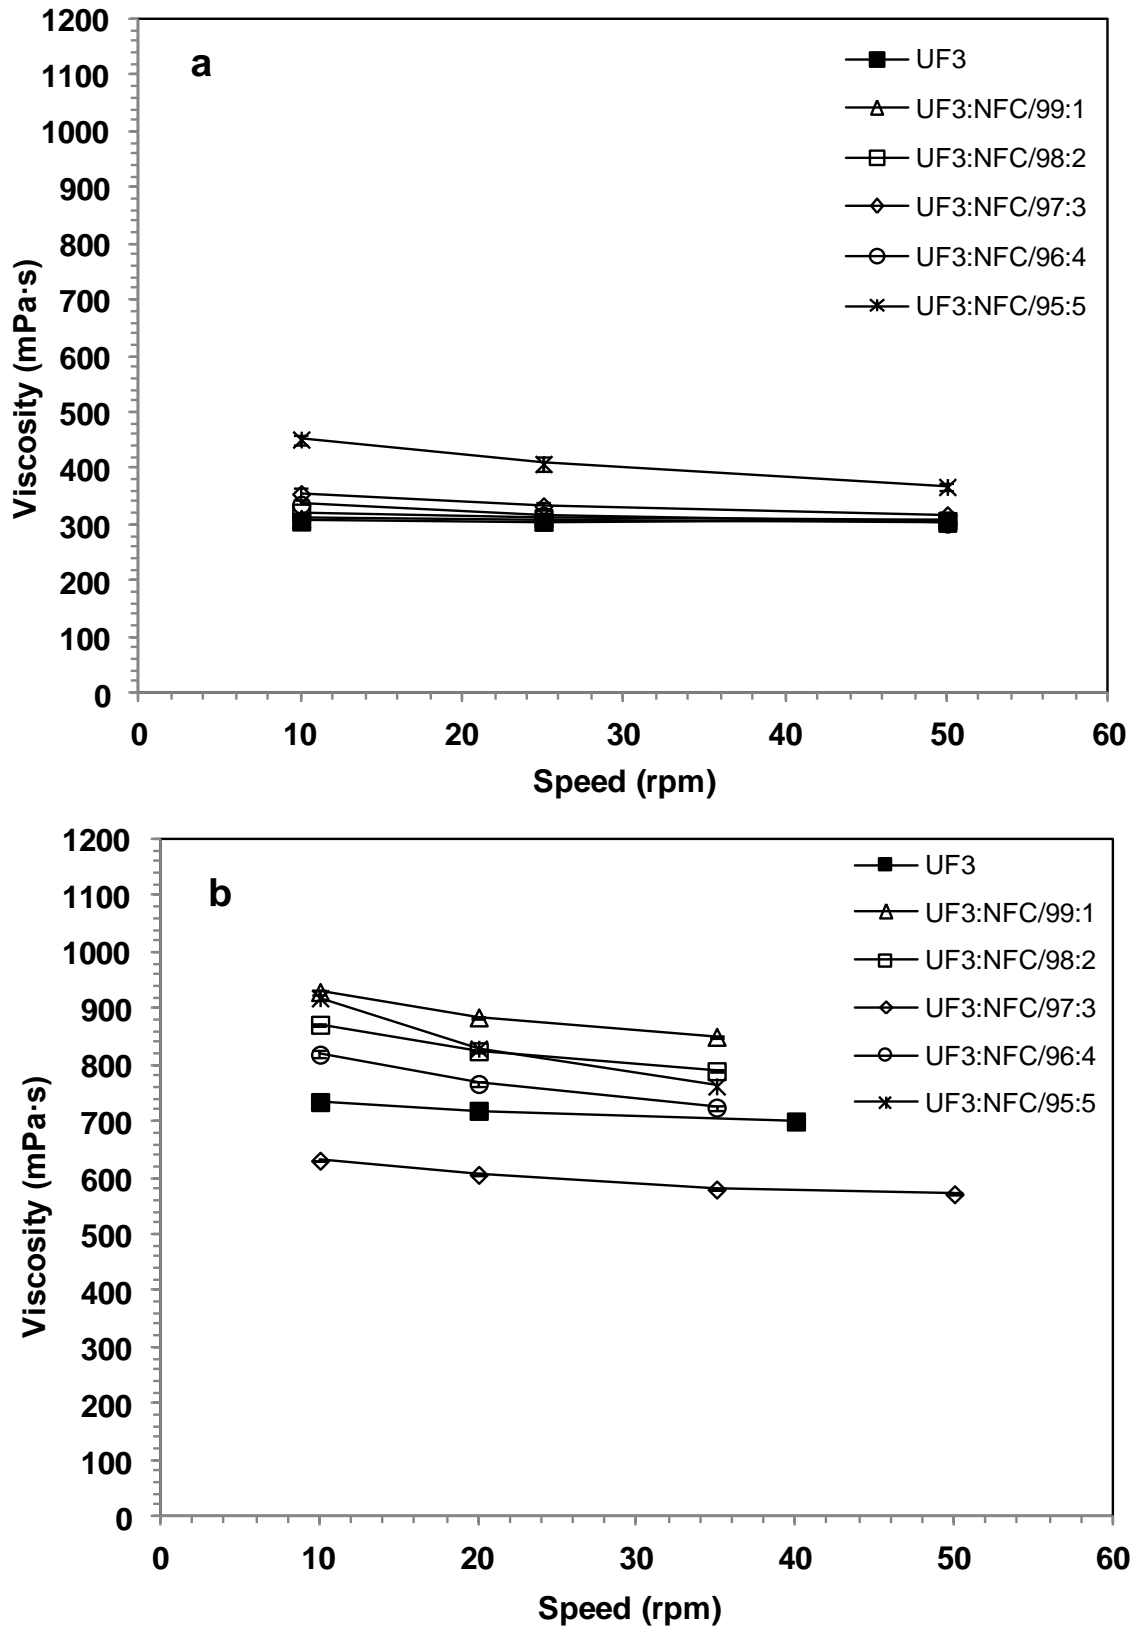 a
1200
1100
1000
900
800
700
600
500
400
300
200
100
0
Viscosity (mPa·s)
0 10 20 30 40 50 60
Speed (rpm)
UF3
UF3:NFC/99:1
UF3:NFC/98:2
UF3:NFC/97:3
UF3:NFC/96:4
UF3:NFC/95:5
b
1200
1100
1000
900
800
700
600
500
400
300
200
100
0
Viscosity (mPa·s)
0 10 20 30 40 50 60
Speed (rpm)
UF3
UF3:NFC/99:1
UF3:NFC/98:2
UF3:NFC/97:3
UF3:NFC/96:4
UF3:NFC/95:5